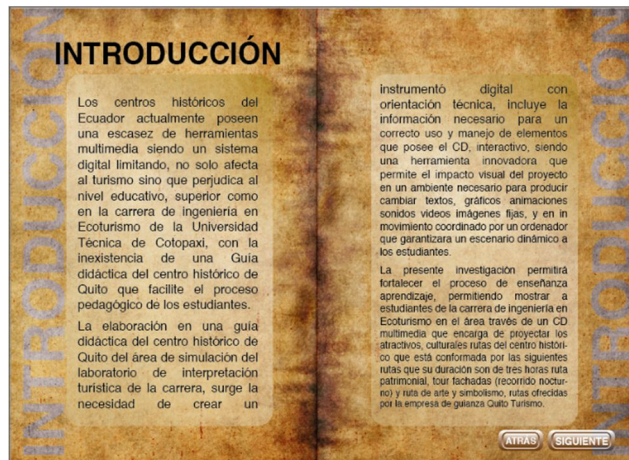 INTRODUCCIÓN
INTRODUCCIÓN
Los centros históricos del
Ecuador actualmente poseen
una escasez de herramientas
multimedia siendo un sistema
digital limitando, no solo afecta
al turismo sino que perjudica al
nivel educativo, superior como
en la carrera de ingeniería en
Ecoturismo de la Universidad
Técnica de Cotopaxi, con la
inexistencia de una Guía
didáctica del centro histórico de
Quito que facilite el proceso
pedagógico de los estudiantes.
La elaboración en una guía
didáctica del centro histórico de
Quito del área de simulación del
laboratorio de interpretación
turística de la carrera, surge la
necesidad de crear un
instrumento digital con
orientación técnica, incluye la
información necesario para un
correcto uso y manejo de elementos
que posee el CD, interactivo, siendo
una herramienta innovadora que
permite el impacto visual del proyecto
en un ambiente necesario para producir
cambiar textos, gráficos animaciones
sonidos videos imágenes fijas, y en in
movimiento coordinado por un ordenador
que garantizara un escenario dinámico a
los estudiantes.
La presente investigación permitirá
fortalecer el proceso de enseñanza
aprendizaje, permitiendo mostrar a
estudiantes de la carrera de ingeniería en
Ecoturismo en el área través de un CD
multimedia que encarga de proyectar los
atractivos, culturales rutas del centro históri-
co que está conformada por las siguientes
rutas que su duración son de tres horas ruta
patrimonial, tour fachadas (recorrido noctur-
no) y ruta de arte y simbolismo, rutas ofrecidas
por la empresa de guianza Quito Turismo.
INTRODUCCIÓN
ATRÁS
SIGUIENTE